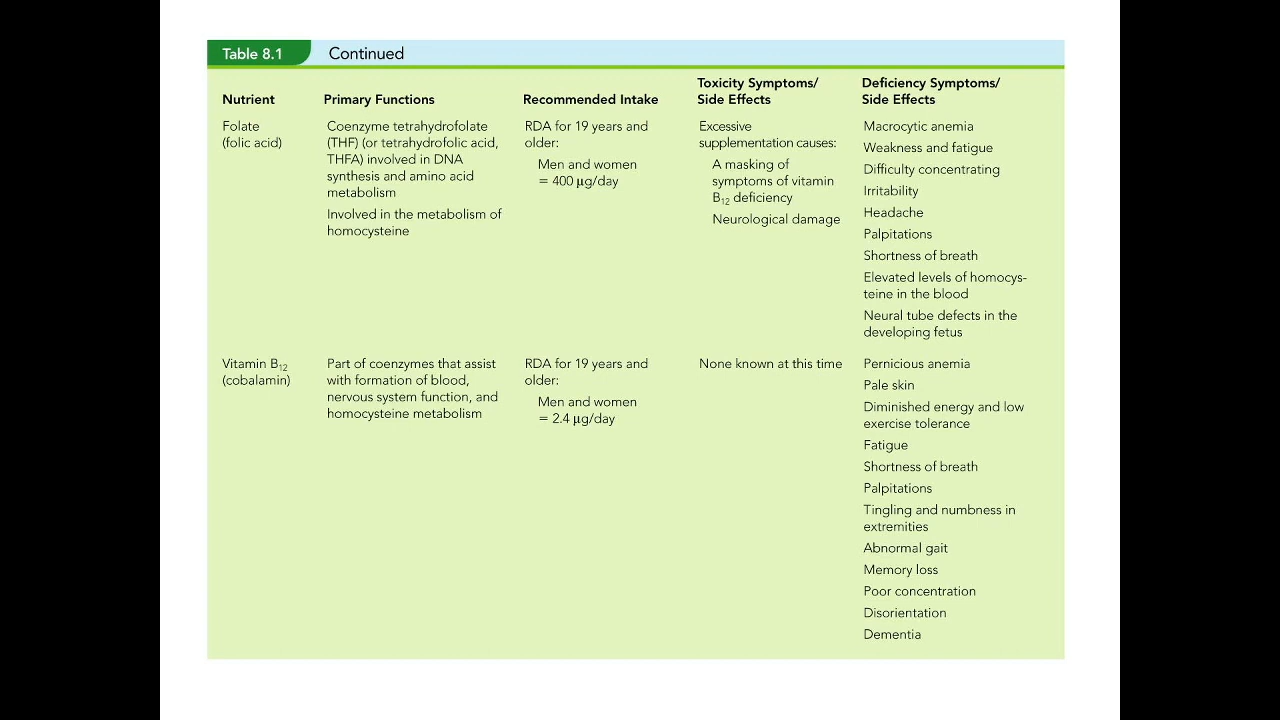 Table 8.1 Continued
Nutrient
Primary Functions
Recommended Intake
Toxicity Symptoms/
Side Effects
Deficiency Symptoms/
Side Effects
Folate
(folic acid)
Coenzyme tetrahydrofolate
(THF) (or tetrahydrofolic acid,
THFA) involved in DNA
synthesis and amino acid
metabolism
Involved in the metabolism of
homocysteine
RDA for 19 years and
older:
Men and women
= 400 μg/day
Excessive
supplementation causes:
A masking of
symptoms of vitamin
B12 deficiency
Neurological damage
Macrocytic anemia
Weakness and fatigue
Difficulty concentrating
Irritability
Headache
Palpitations
Shortness of breath
Elevated levels of homocys-
teine in the blood
Neural tube defects in the
developing fetus
Vitamin B12
(cobalamin)
Part of coenzymes that assist
with formation of blood,
nervous system function, and
homocysteine metabolism
RDA for 19 years and
older:
Men and women
= 2.4 μg/day
None known at this time
Pernicious anemia
Pale skin
Diminished energy and low
exercise tolerance
Fatigue
Shortness of breath
Palpitations
Tingling and numbness in
extremities
Abnormal gait
Memory loss
Poor concentration
Disorientation
Dementia